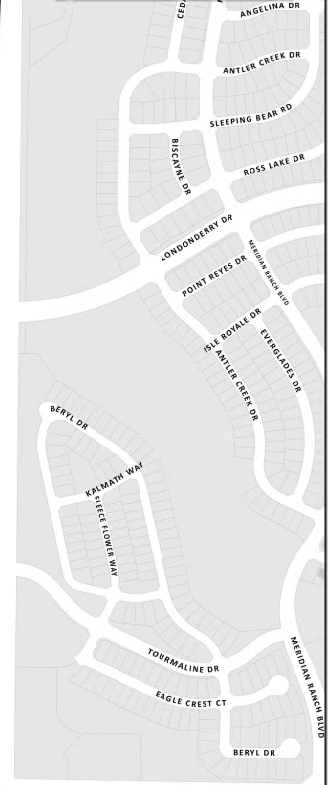 CED
ANGELINA DR
ANTLER CREEK DR
SLEEPING BEAR RD
BISCAYNE DR
ROSS LAKE DR
LONDONDERRY DR
MERIDIAN RANCH BLVD
POINT REYES DR
ISLE ROYALE DR
EVERGLADES DR
ANTLER CREEK DR
BERYL DR
KALMATH WAY
FLEECE FLOWER WAY
TOURMALINE DR
MERIDIAN RANCH BLVD
EAGLE CREST CT
BERYL DR